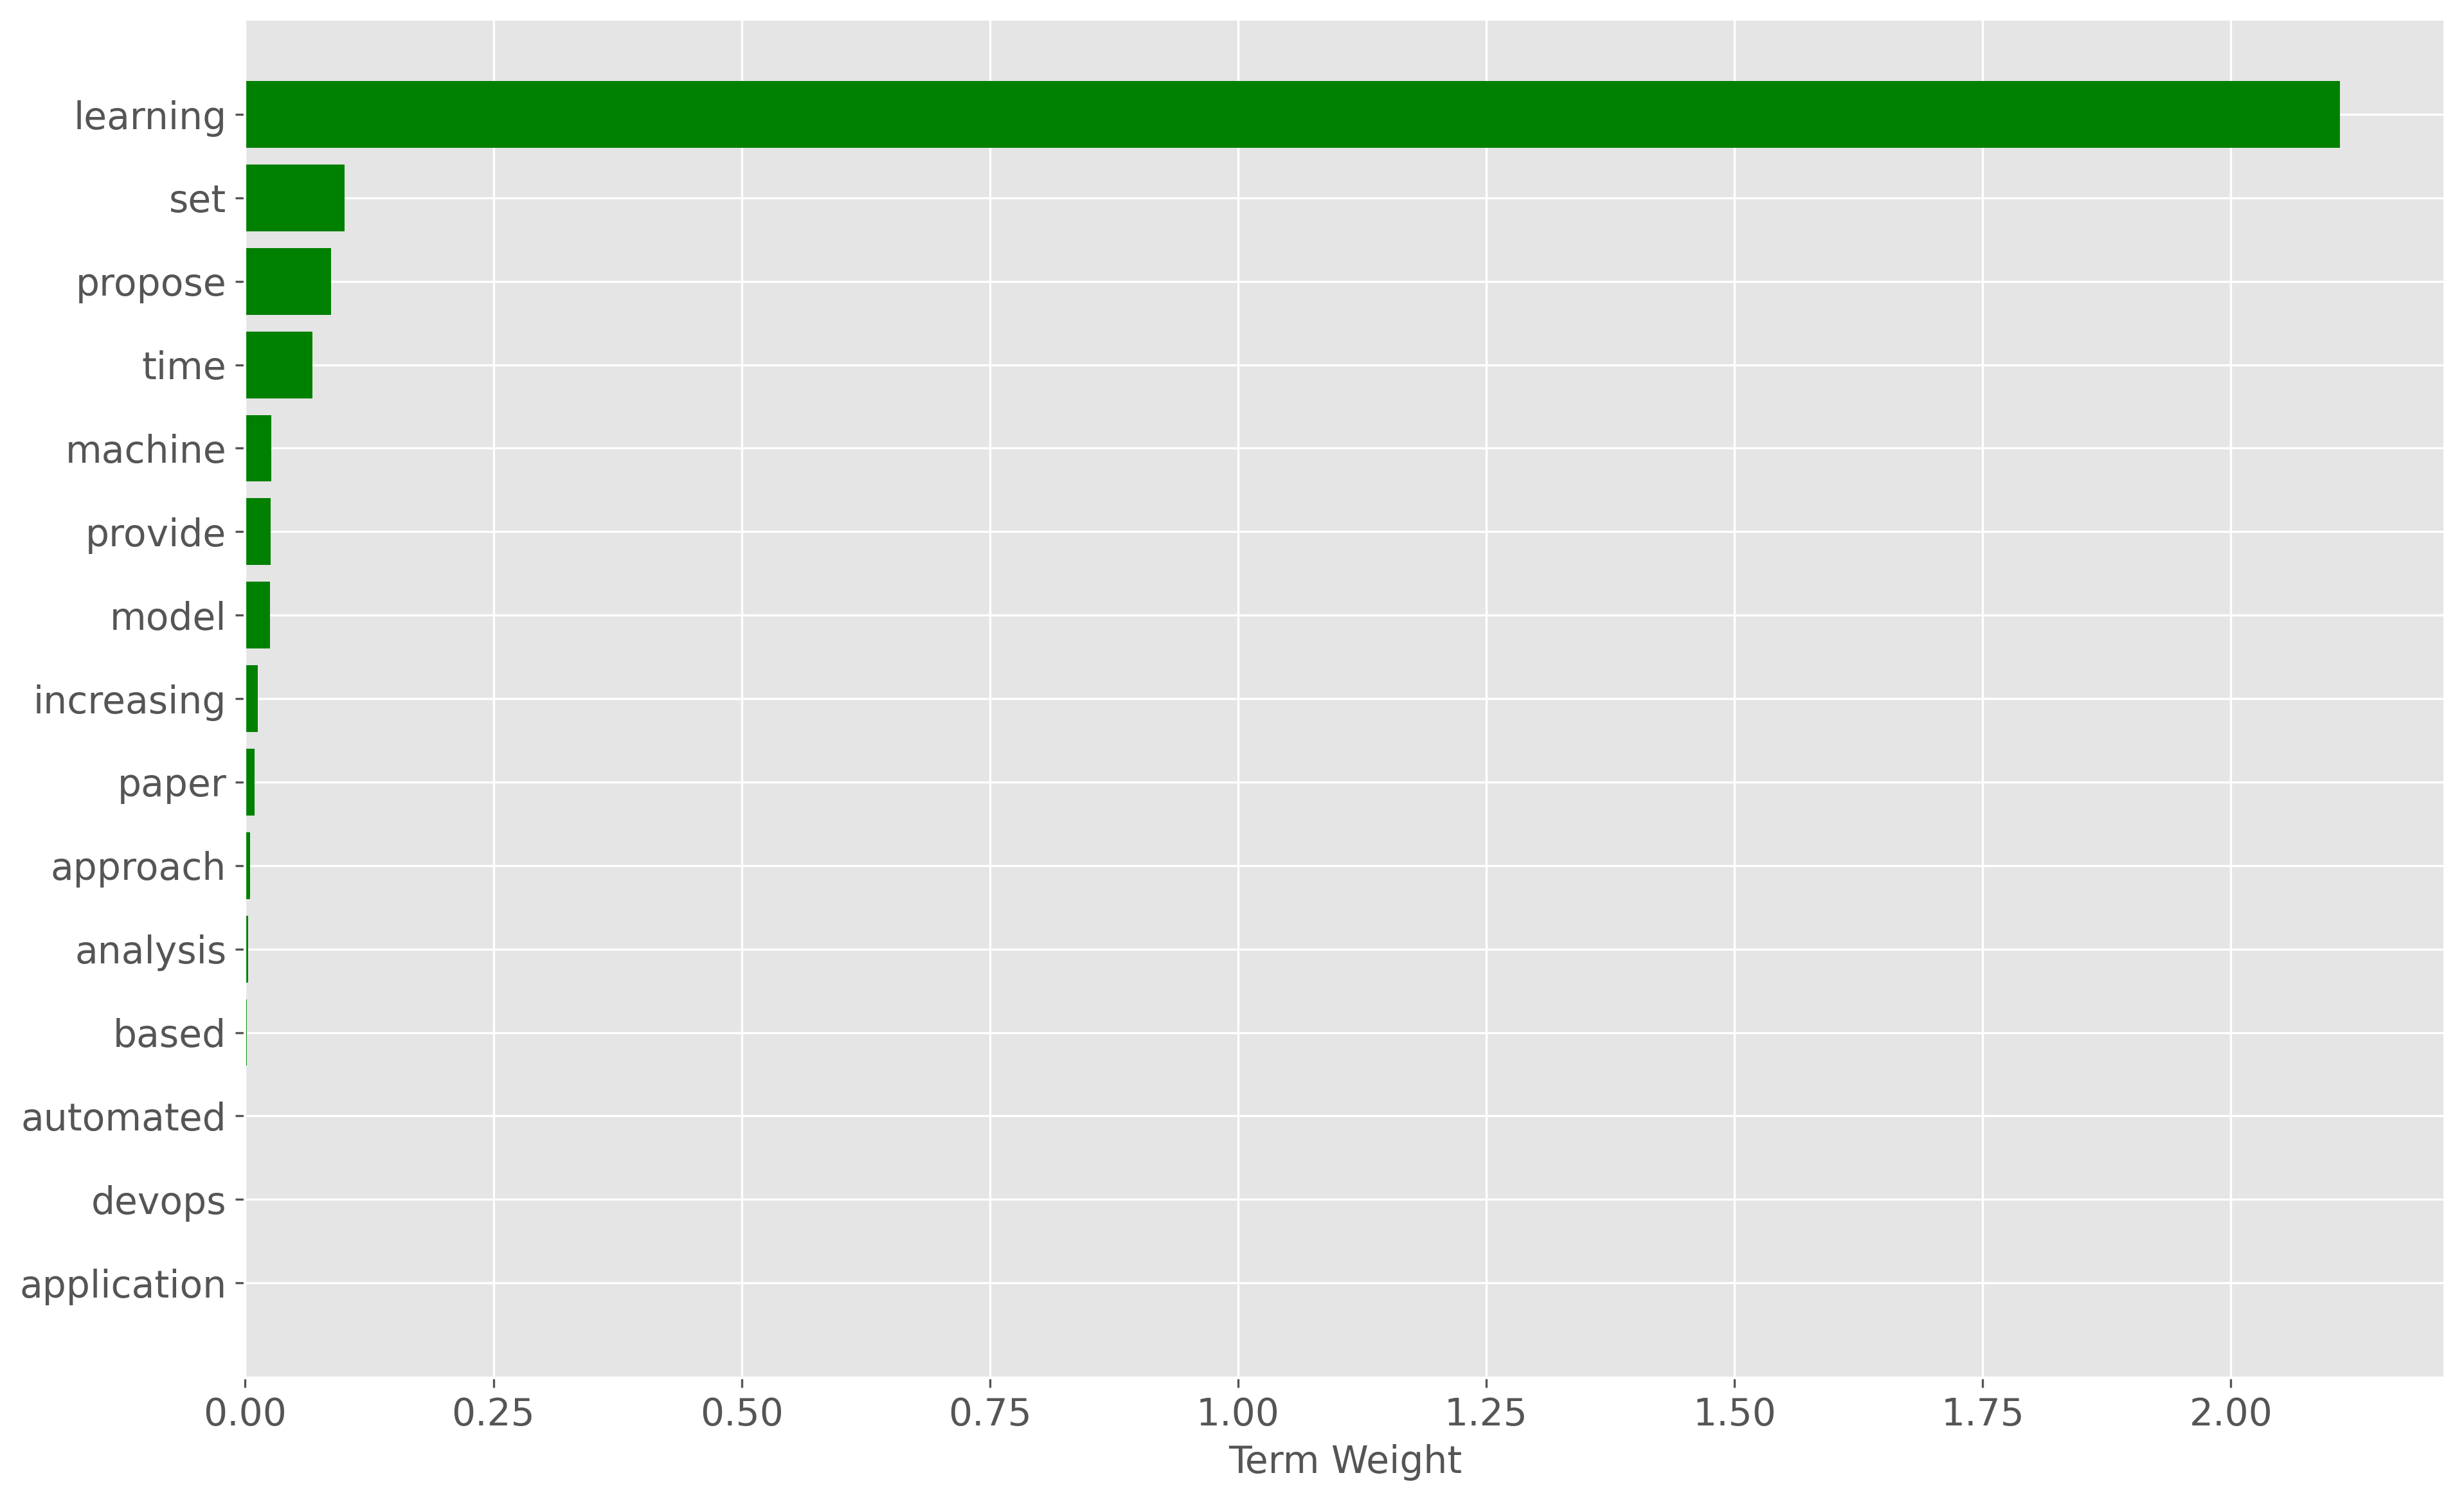 learning
set
propose
time
machine
provide
model
increasing
paper
approach
analysis
based
automated
devops
application
0.00 0.25 0.50 0.75 1.00 1.25 1.50 1.75 2.00
Term Weight